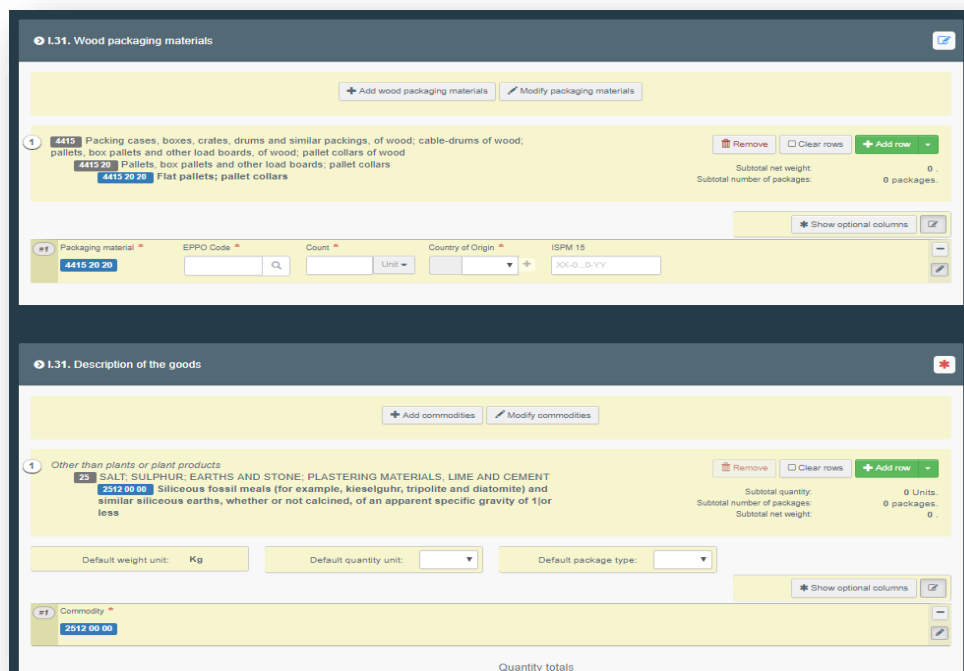 I.31. Wood packaging materials
Add wood packaging materials Modify packaging materials
1 4415 Packing cases, boxes, crates, drums and similar packings, of wood; cable-drums of wood;
pallets, box pallets and other load boards, of wood; pallet collars of wood
4415 20 Pallets, box pallets and other load boards; pallet collars
4415 20 20 Flat pallets; pallet collars
Remove Clear rows Add row
Subtotal net weight: 0 .
Subtotal number of packages: 0 packages.
Show optional columns
#1 Packaging material * EPPO Code * Count * Country of Origin * ISPM 15
4415 20 20 Unit XX-0...0-YY
I.31. Description of the goods
Add commodities Modify commodities
1 Other than plants or plant products
25 SALT; SULPHUR; EARTHS AND STONE; PLASTERING MATERIALS, LIME AND CEMENT
2512 00 00 Siliceous fossil meals (for example, kieselguhr, tripolite and diatomite) and
similar siliceous earths, whether or not calcined, of an apparent specific gravity of 1|or
less
Remove Clear rows Add row
Subtotal quantity: 0 Units.
Subtotal number of packages: 0 packages.
Subtotal net weight: 0 .
Default weight unit: Kg Default quantity unit: Default package type:
Show optional columns
#1 Commodity *
2512 00 00
Quantity totals